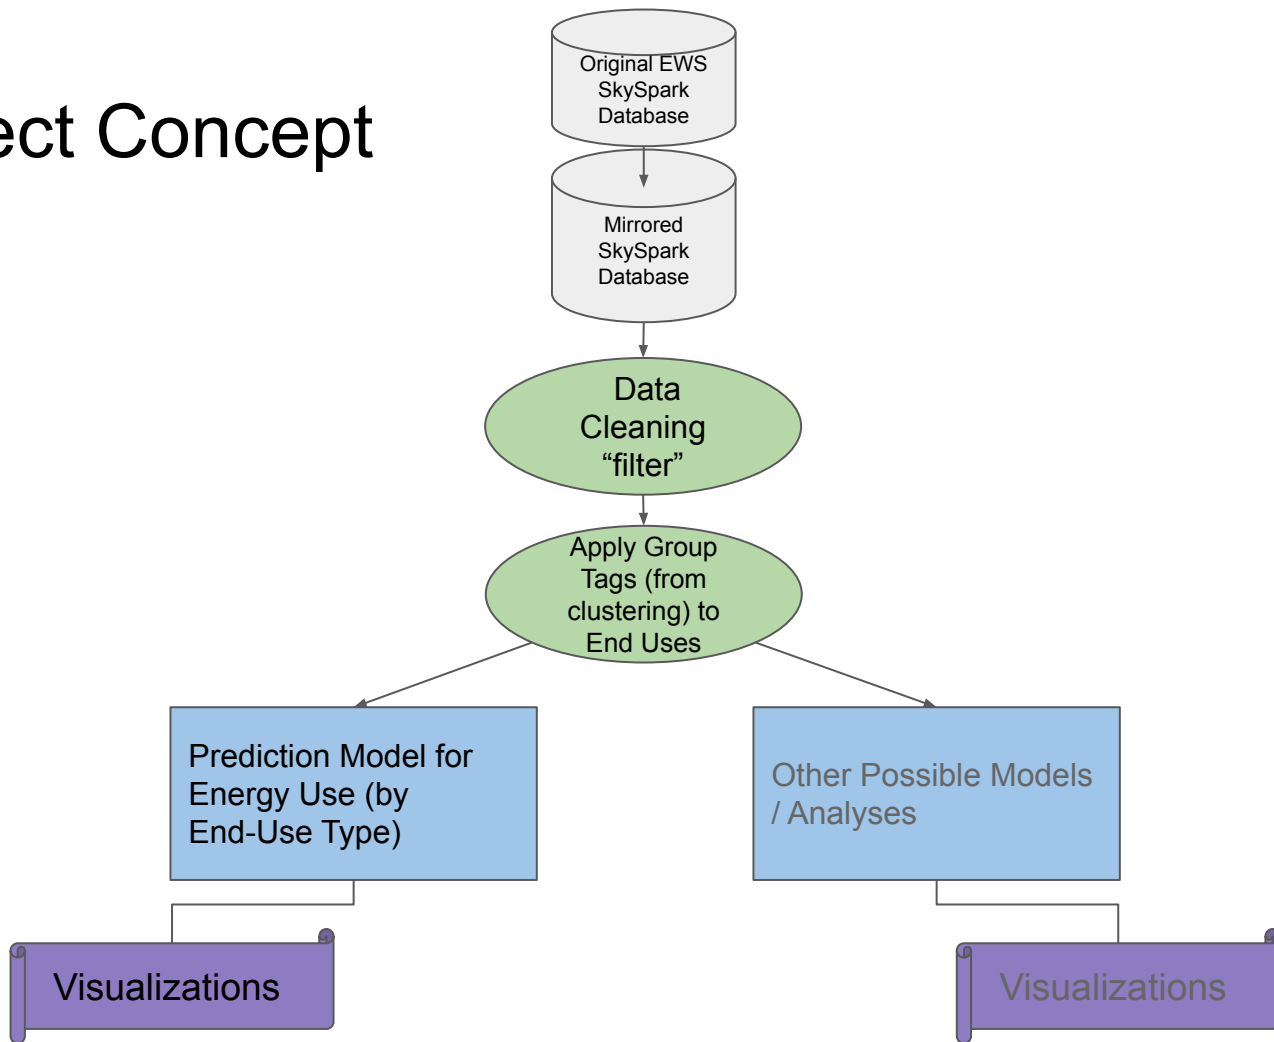 ect Concept
Original EWS
SkySpark
Database
Mirrored
SkySpark
Database
Data
Cleaning
“filter”
Apply Group
Tags (from
clustering) to
End Uses
Prediction Model for
Energy Use (by
End-Use Type)
Other Possible Models
/ Analyses
Visualizations
Visualizations